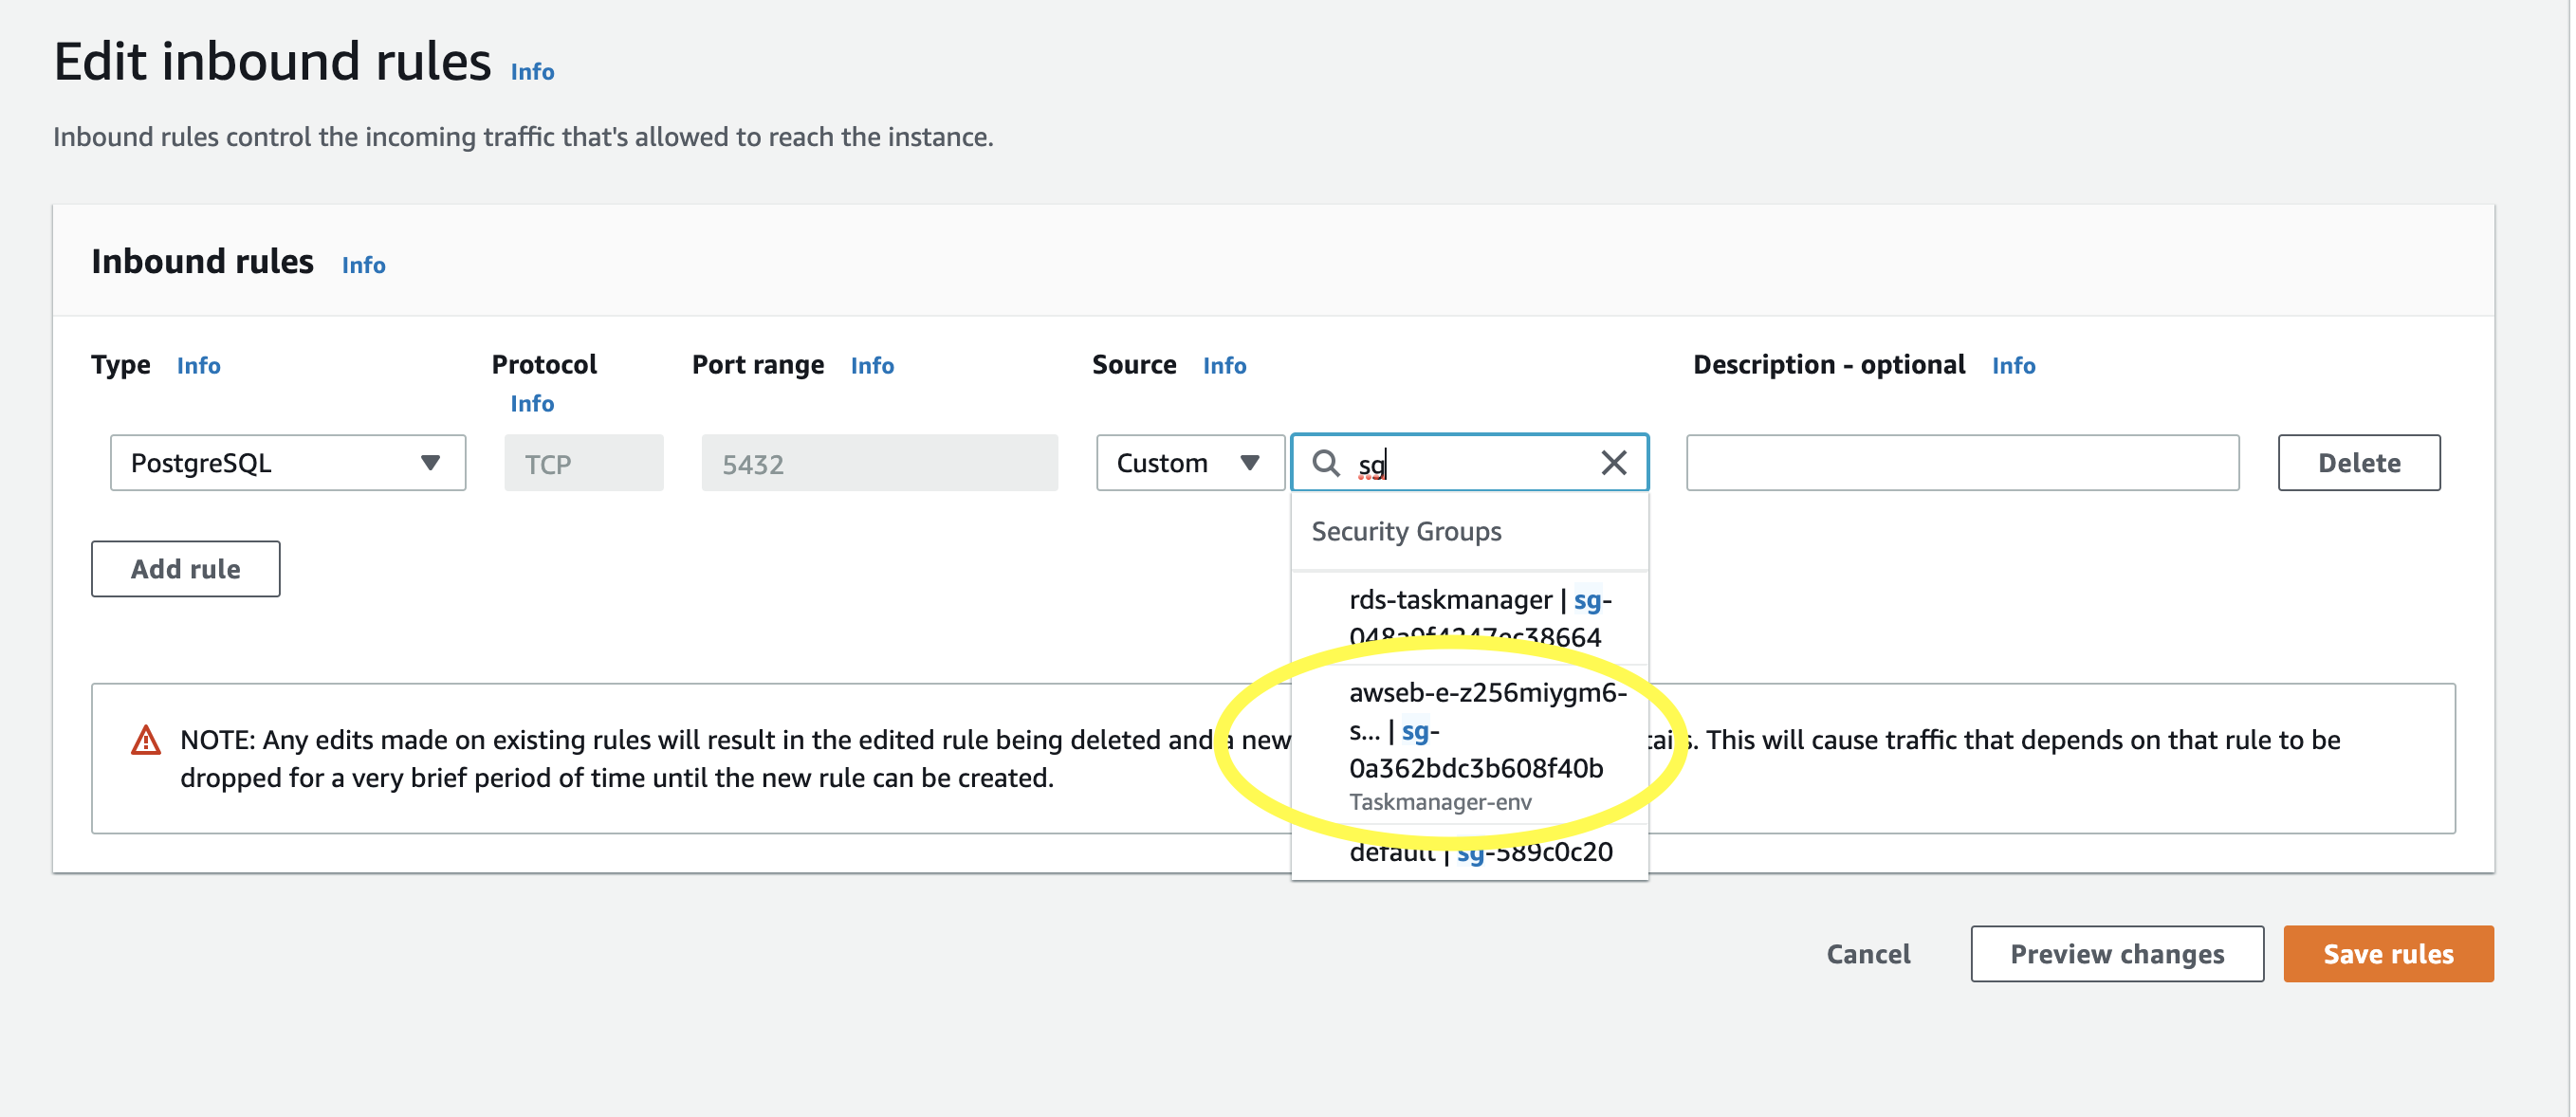 Edit inbound rules Info
Inbound rules control the incoming traffic that's allowed to reach the instance.
Inbound rules Info
Type Info Protocol Info Port range Info Source Info Description - optional Info
PostgreSQL TCP 5432 Custom sg Delete
Security Groups
Add rule
rds-taskmanager | sg-
048a9f4247ec38664
awseb-e-z256miygm6-
s... | sg-
0a362bdc3b608f40b
Taskmanager-env
default | sg-589c0c20
NOTE: Any edits made on existing rules will result in the edited rule being deleted and a new tails. This will cause traffic that depends on that rule to be
dropped for a very brief period of time until the new rule can be created.
Cancel Preview changes Save rules